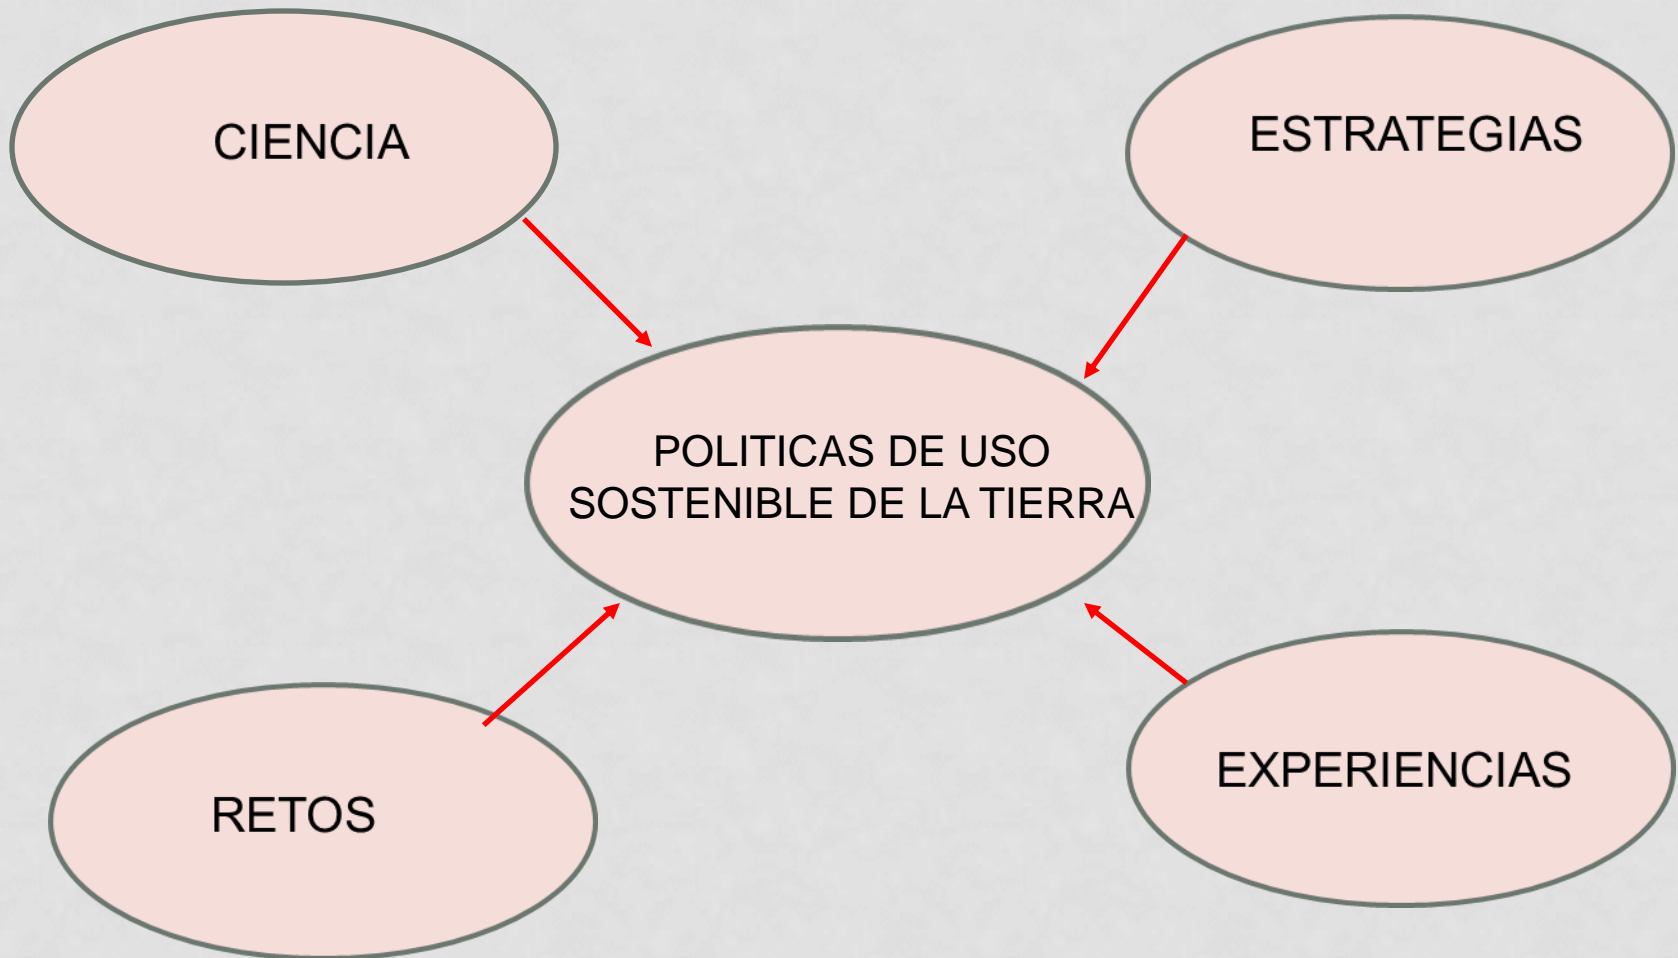 CIENCIA
ESTRATEGIAS
POLITICAS DE USO
SOSTENIBLE DE LA TIERRA
RETOS
EXPERIENCIAS